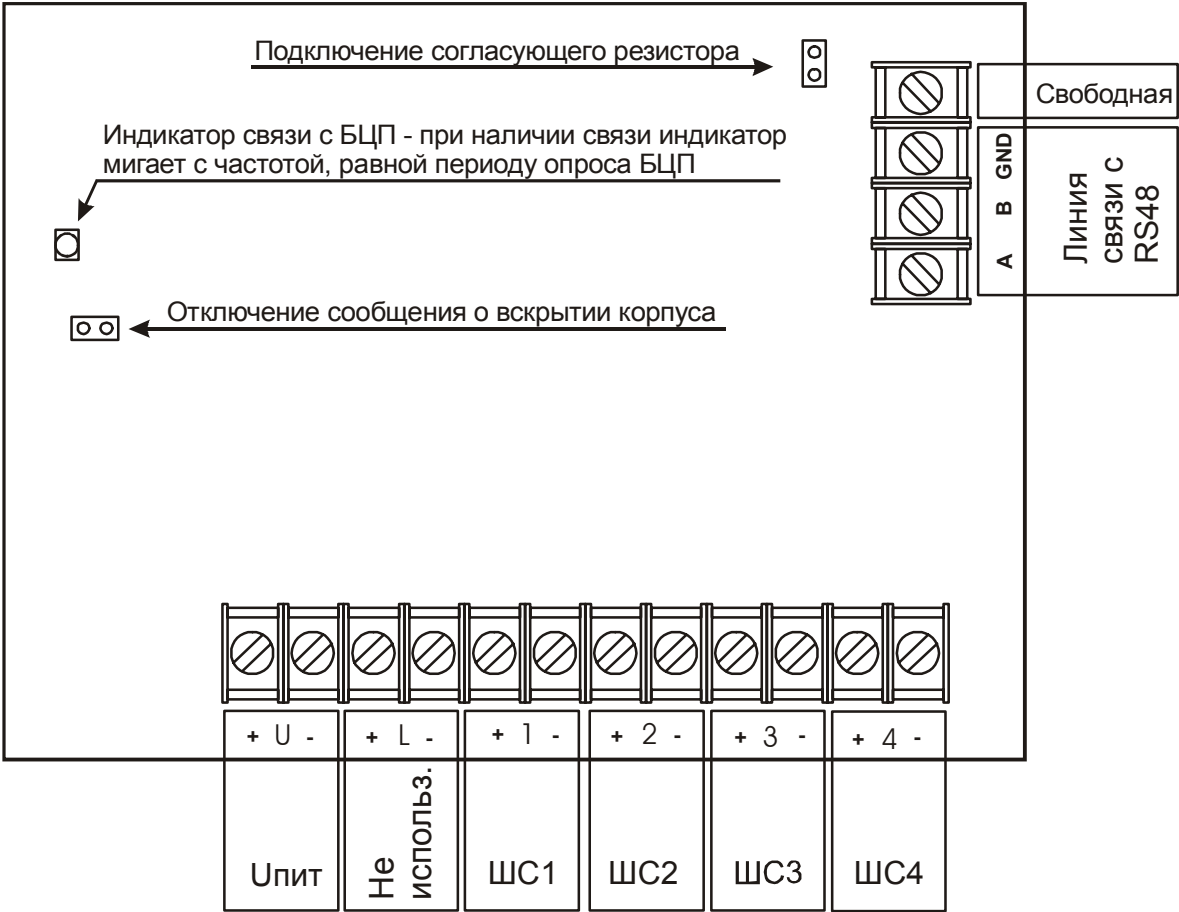 Подключение согласующего резистора
Свободная
Индикатор связи с БЦП - при наличии связи индикатор
мигает с частотой, равной периоду опроса БЦП
GND
B
A
Линия
связи с
RS48
Отключение сообщения о вскрытии корпуса
+ U -
+ L -
+ 1 -
+ 2 -
+ 3 -
+ 4 -
Uпит
Не
использ.
ШС1
ШС2
ШС3
ШС4